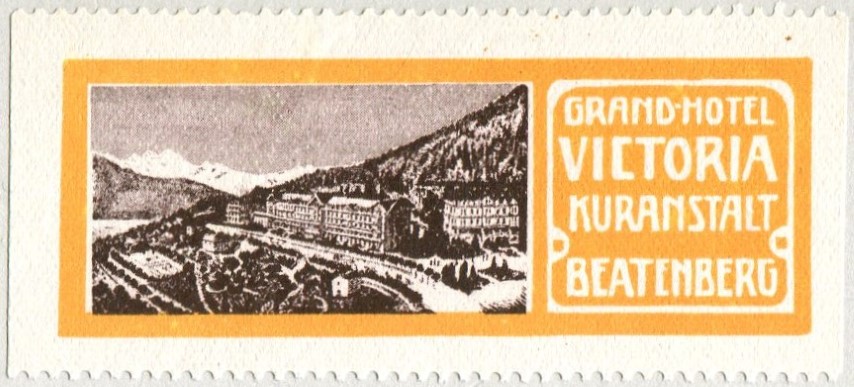 GRAND-HOTEL
VICTORIA
KURANSTALT
BEATENBERG